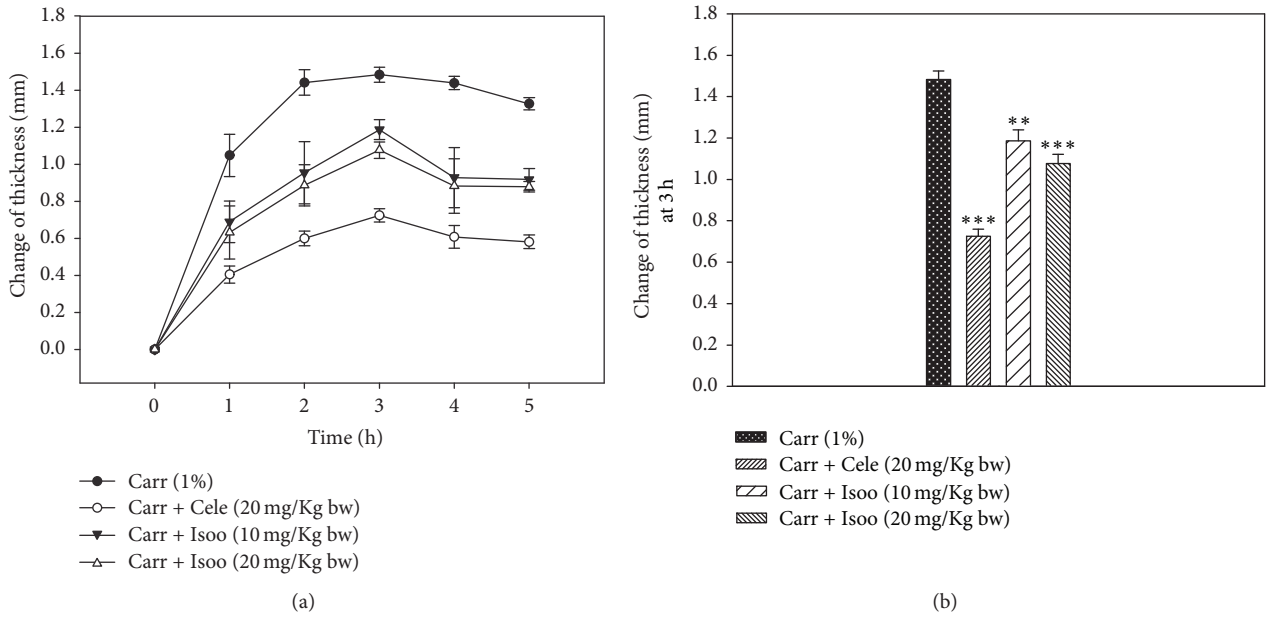 1.8
1.6
1.4
1.2
1.0
0.8
0.6
0.4
0.2
0.0
Change of thickness (mm)
0 1 2 3 4 5
Time (h)
Carr (1%)
Carr + Cele (20 mg/Kg bw)
Carr + Isoo (10 mg/Kg bw)
Carr + Isoo (20 mg/Kg bw)
(a)
1.8
1.6
1.4
1.2
1.0
0.8
0.6
0.4
0.2
0.0
Change of thickness (mm)
at 3 h
***
**
***
Carr (1%)
Carr + Cele (20 mg/Kg bw)
Carr + Isoo (10 mg/Kg bw)
Carr + Isoo (20 mg/Kg bw)
(b)